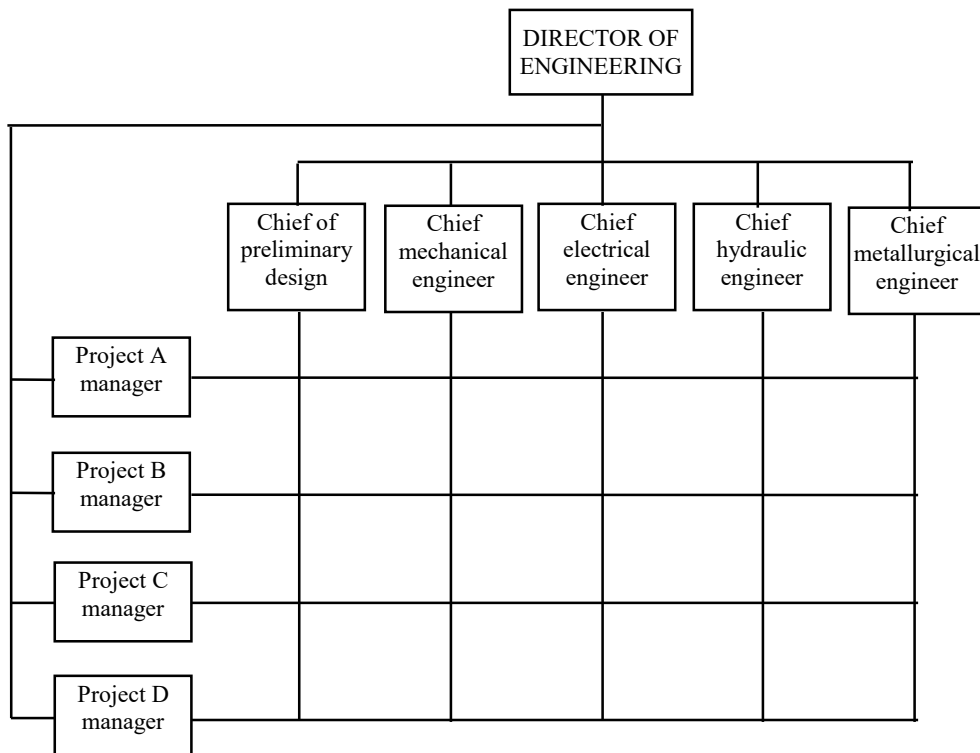 DIRECTOR OF
ENGINEERING
Chief of
preliminary
design
Chief
mechanical
engineer
Chief
electrical
engineer
Chief
hydraulic
engineer
Chief
metallurgical
engineer
Project A
manager
Project B
manager
Project C
manager
Project D
manager